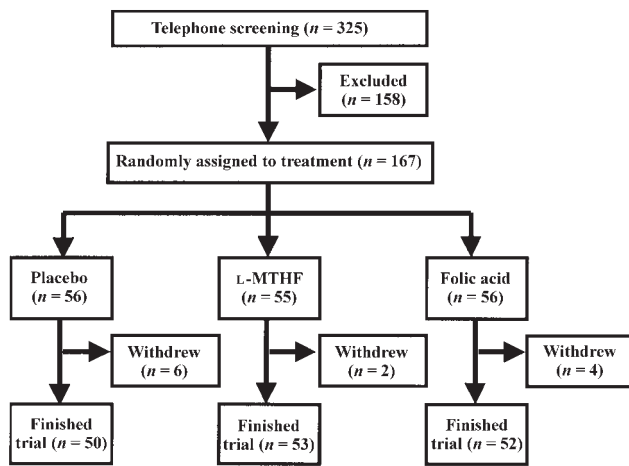 Telephone screening (n = 325)
Excluded
(n = 158)
Randomly assigned to treatment (n = 167)
Placebo
(n = 56)
L-MTHF
(n = 55)
Folic acid
(n = 56)
Withdrew
(n = 6)
Withdrew
(n = 2)
Withdrew
(n = 4)
Finished
trial (n = 50)
Finished
trial (n = 53)
Finished
trial (n = 52)